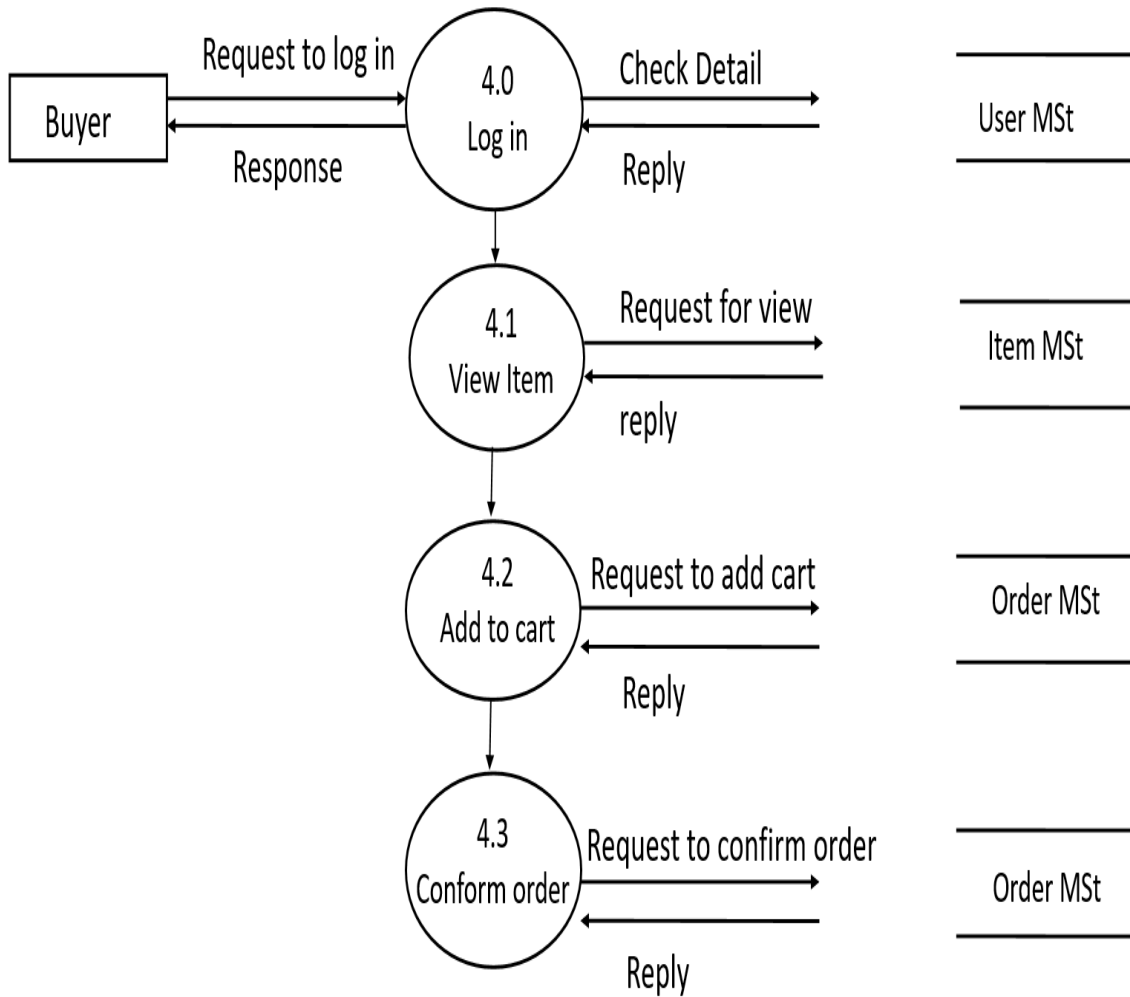 Request to log in
Buyer
Response
4.0
Log in
Check Detail
Reply
User MSt
4.1
View Item
Request for view
reply
Item MSt
4.2
Add to cart
Request to add cart
Reply
Order MSt
4.3
Conform order
Request to confirm order
Reply
Order MSt